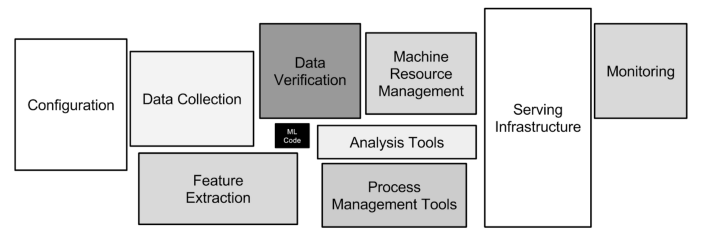 Configuration
Data Collection
Data
Verification
Machine
Resource
Management
Monitoring
Serving
Infrastructure
ML
Code
Analysis Tools
Feature
Extraction
Process
Management Tools